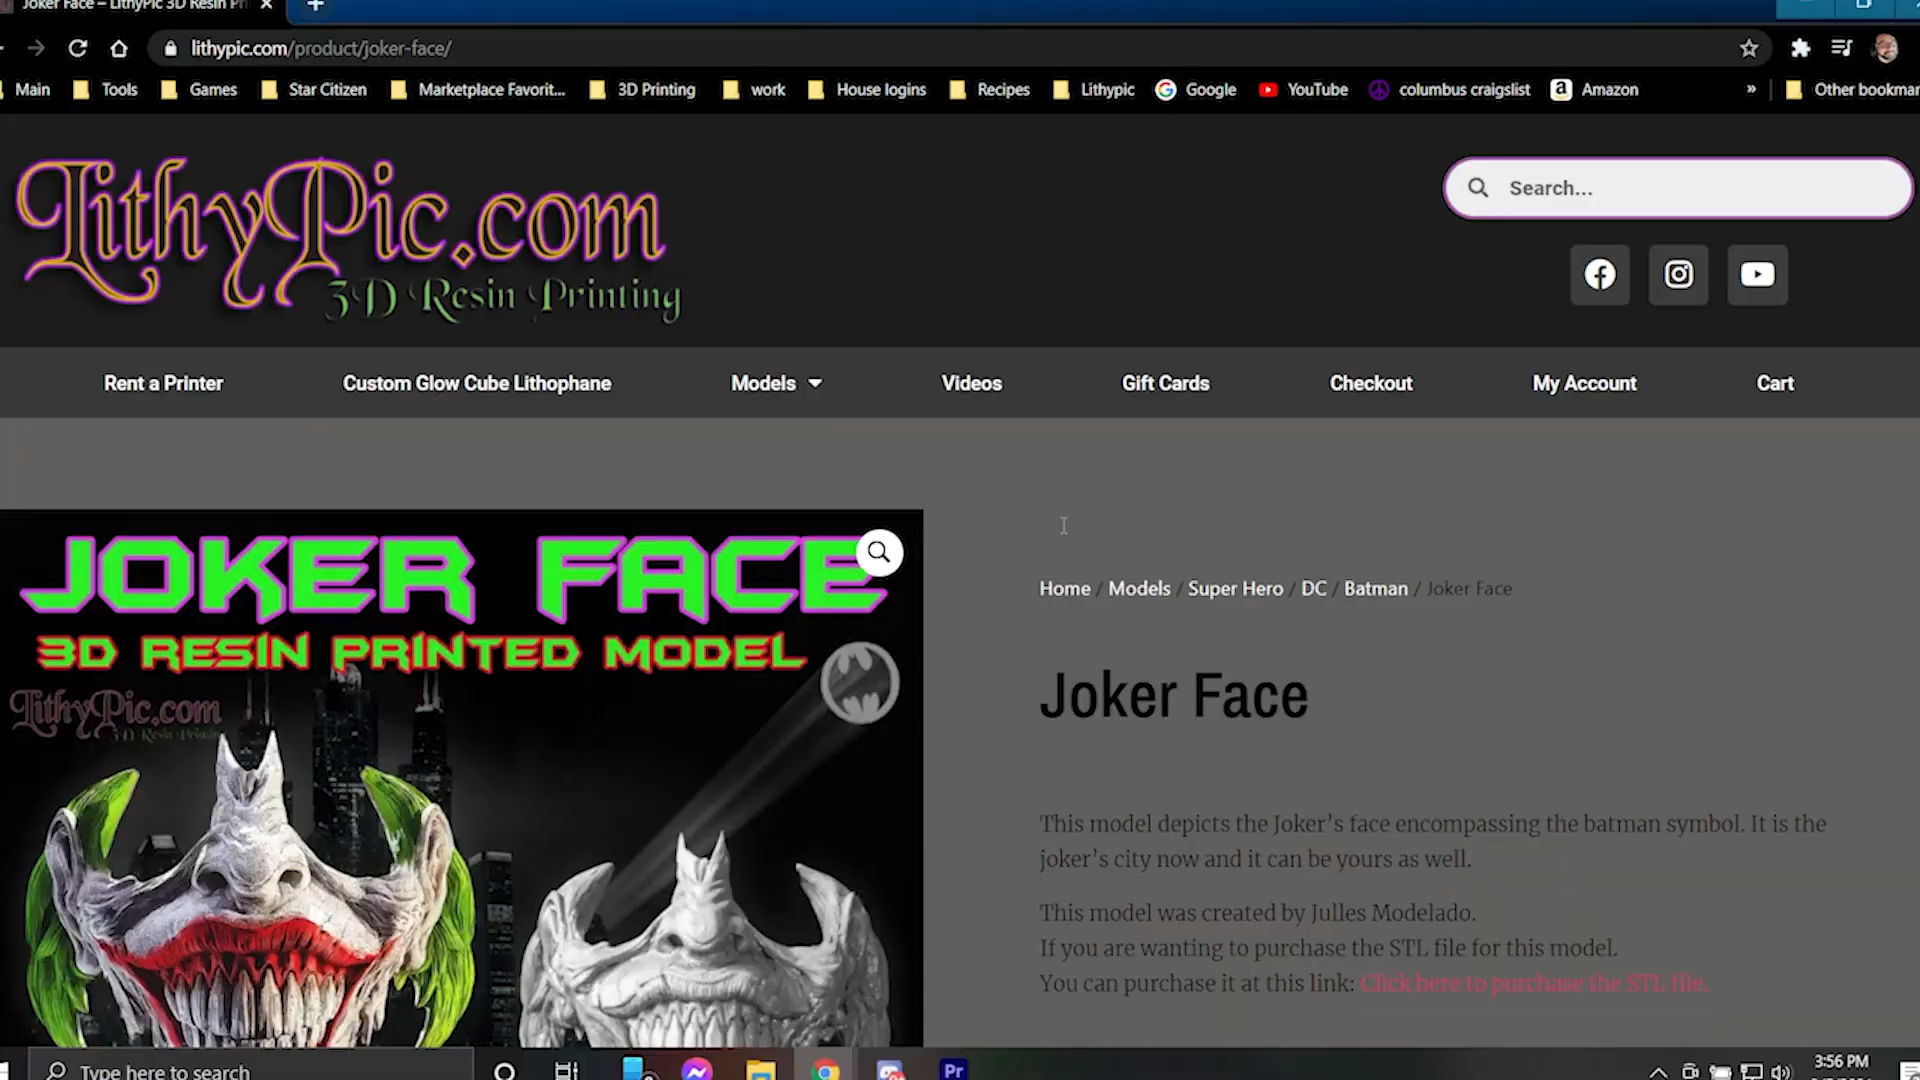 Joker Face – LithyPic 3D Resin Pr
lithypic.com/product/joker-face/
Main Tools Games Star Citizen Marketplace Favorit... 3D Printing work House logins Recipes Lithypic Google YouTube columbus craigslist Amazon » Other bookmar
LithyPic.com
3D Resin Printing
Search...
Rent a Printer Custom Glow Cube Lithophane Models Videos Gift Cards Checkout My Account Cart
JOKER FACE
3D RESIN PRINTED MODEL
LithyPic.com
3D Resin Printing
Home / Models / Super Hero / DC / Batman / Joker Face
Joker Face
This model depicts the Joker’s face encompassing the batman symbol. It is the
joker’s city now and it can be yours as well.
This model was created by Julles Modelado.
If you are wanting to purchase the STL file for this model.
You can purchase it at this link: Click here to purchase the STL file.
Type here to search
Pr
3:56 PM